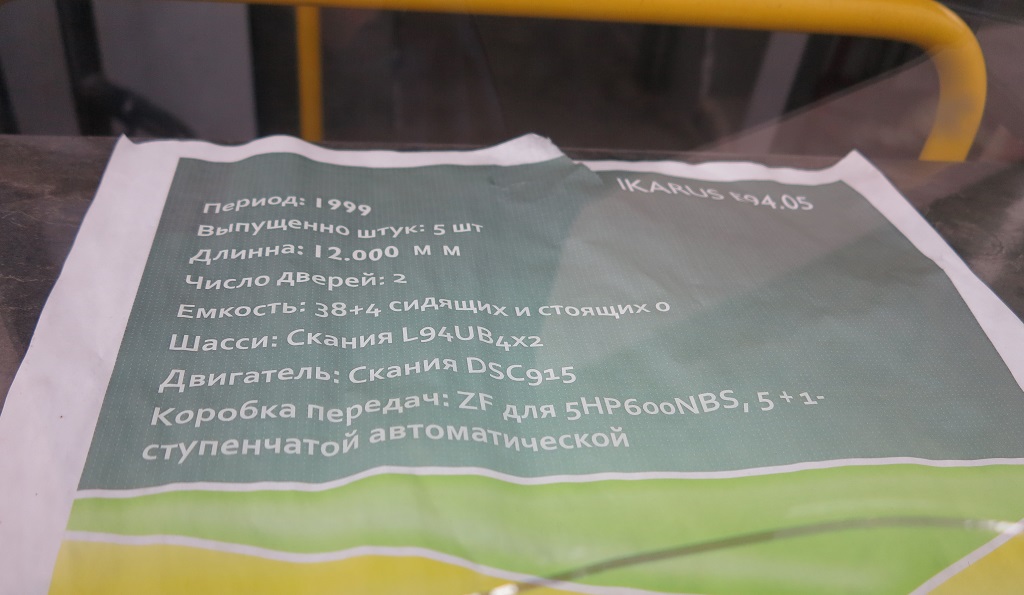 IKARUS E94.05
Период: 1999
Выпущенно штук: 5 шт
Длинна: 12.000 м м
Число дверей: 2
Емкость: 38+4 сидящих и стоящих 0
Шасси: Скания L94UB4x2
Двигатель: Скания DSC915
Коробка передач: ZF для 5HP600NBS, 5 + 1-
ступенчатой автоматической